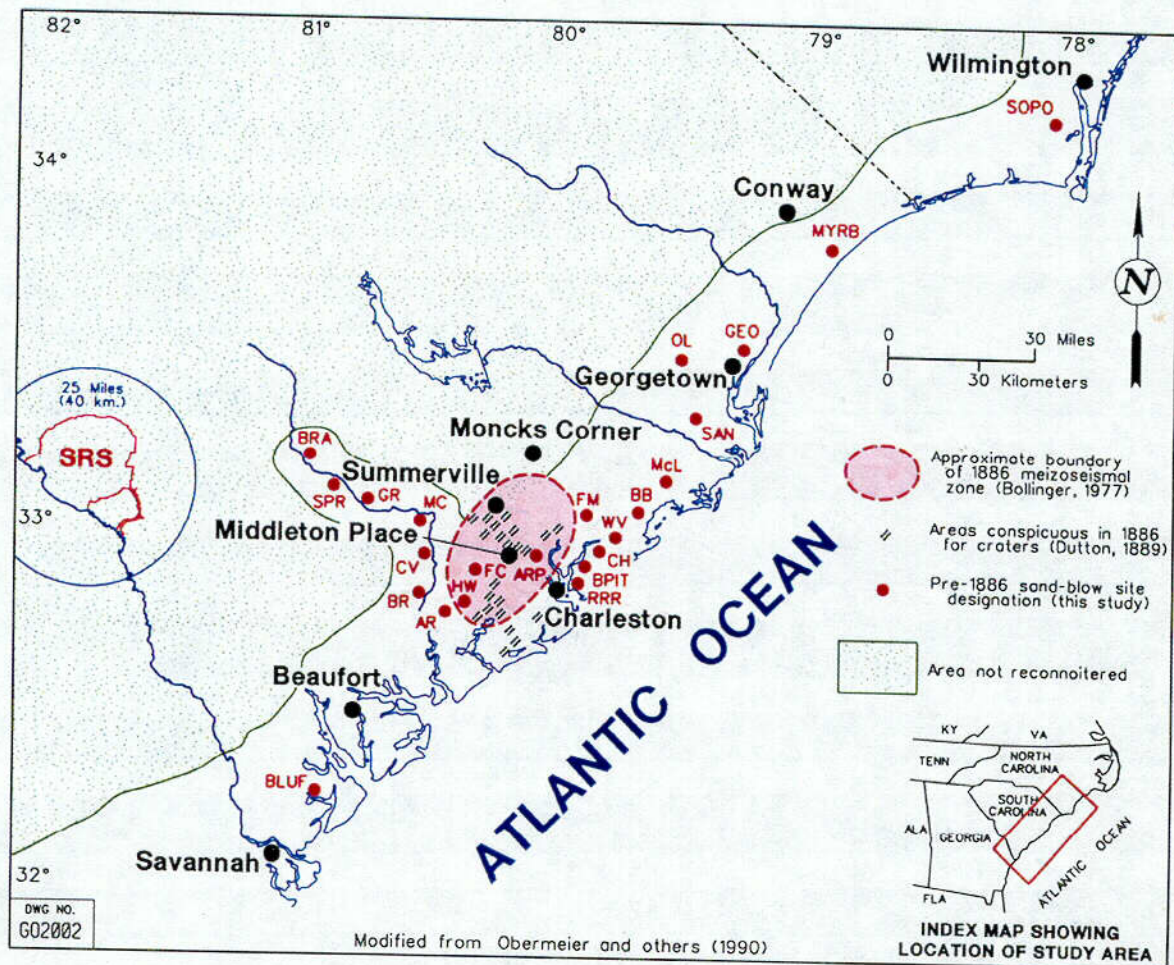 82°
81°
80°
79°
78°
Wilmington
SOPO
34°
Conway
MYRB
N
0 30 Miles
0 30 Kilometers
OL
GEO
Georgetown
25 Miles
(40 km.)
SRS
SAN
Moncks Corner
BRA
Summerville
McL
SPR
GR
MC
FM
BB
Middleton Place
WV
33°
CV
FC
ARP
CH
BR
HW
BPIT
RRR
AR
Charleston
Beaufort
BLUF
Savannah
32°
ATLANTIC OCEAN
Approximate boundary
of 1886 meizoseismal
zone (Bollinger, 1977)
Areas conspicuous in 1886
for craters (Dutton, 1889)
Pre-1886 sand-blow site
designation (this study)
Area not reconnoitered
KY
VA
TENN
NORTH
CAROLINA
SOUTH
CAROLINA
ALA
GEORGIA
FLA
ATLANTIC OCEAN
INDEX MAP SHOWING
LOCATION OF STUDY AREA
DWG NO.
GO2002
Modified from Obermeier and others (1990)